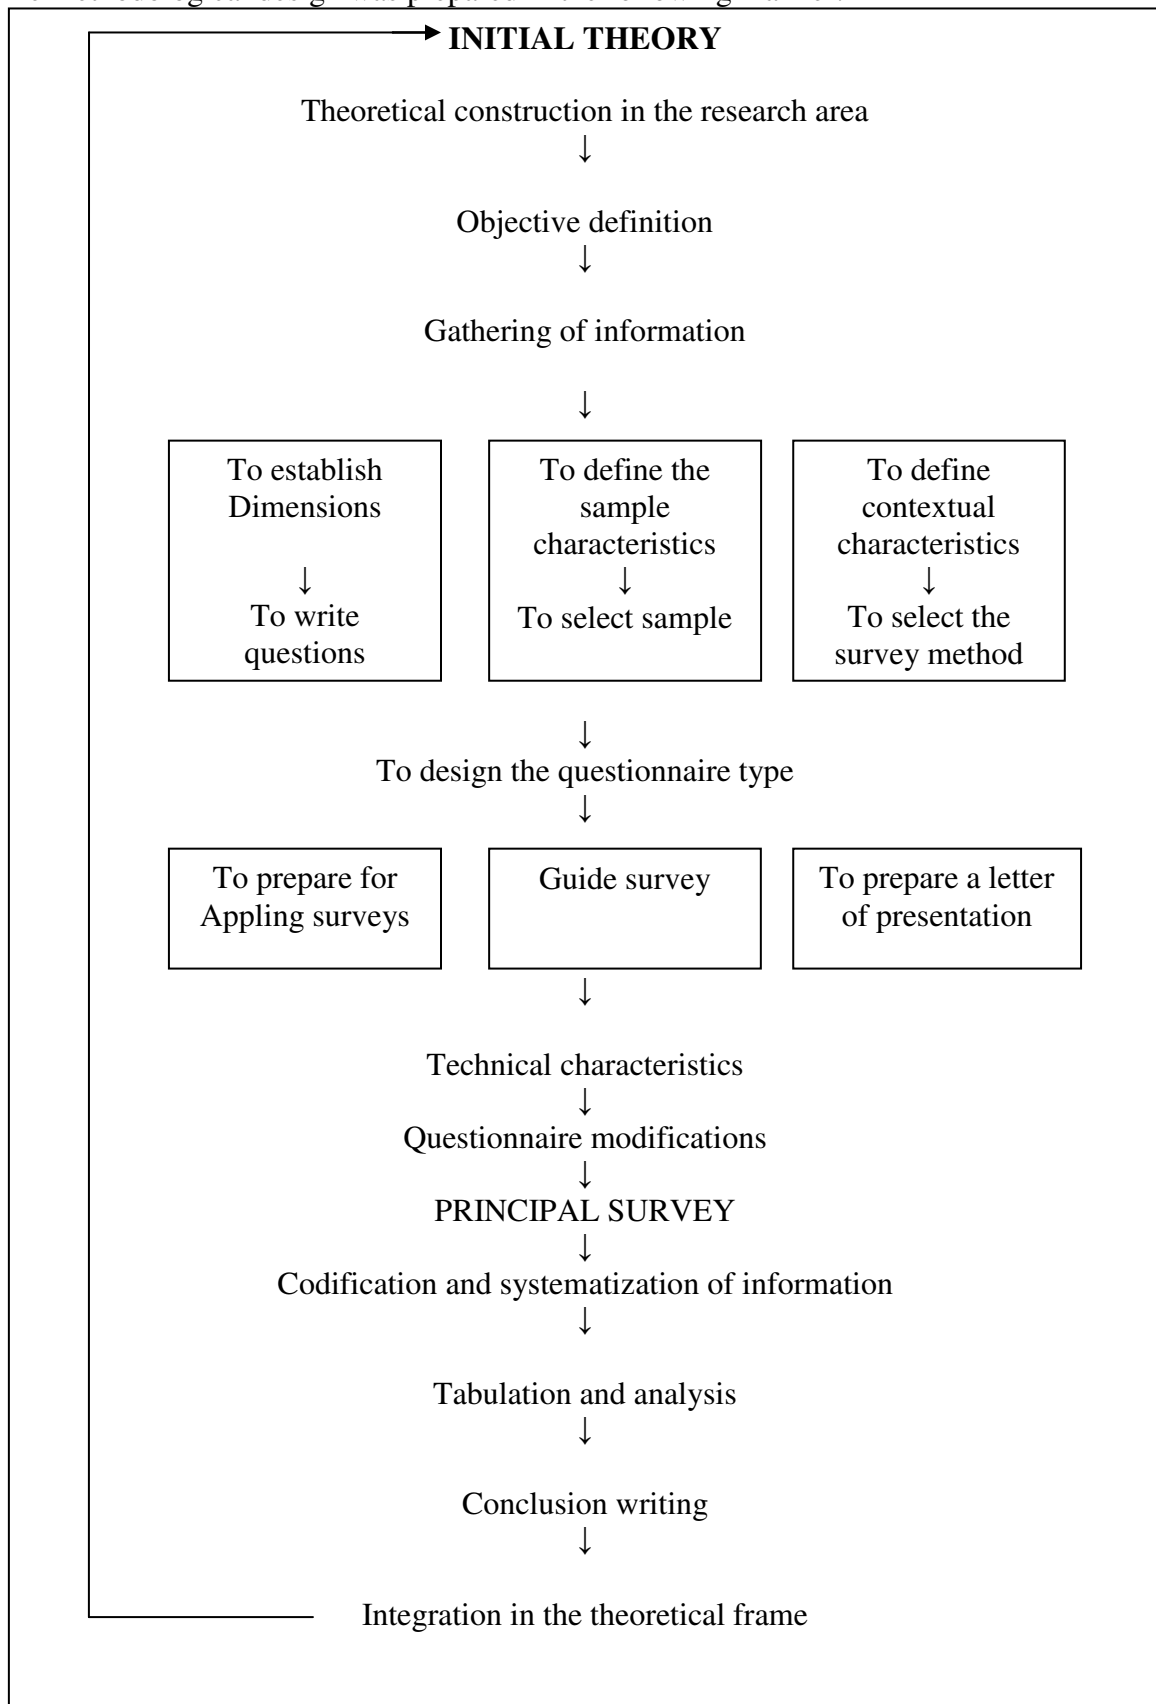 INITIAL THEORY
Theoretical construction in the research area
↓
Objective definition
↓
Gathering of information
↓
To establish
Dimensions
↓
To write
questions
To define the
sample
characteristics
↓
To select sample
To define
contextual
characteristics
↓
To select the
survey method
↓
To design the questionnaire type
↓
To prepare for
Appling surveys
Guide survey
To prepare a letter
of presentation
↓
Technical characteristics
↓
Questionnaire modifications
↓
PRINCIPAL SURVEY
↓
Codification and systematization of information
↓
Tabulation and analysis
↓
Conclusion writing
↓
Integration in the theoretical frame